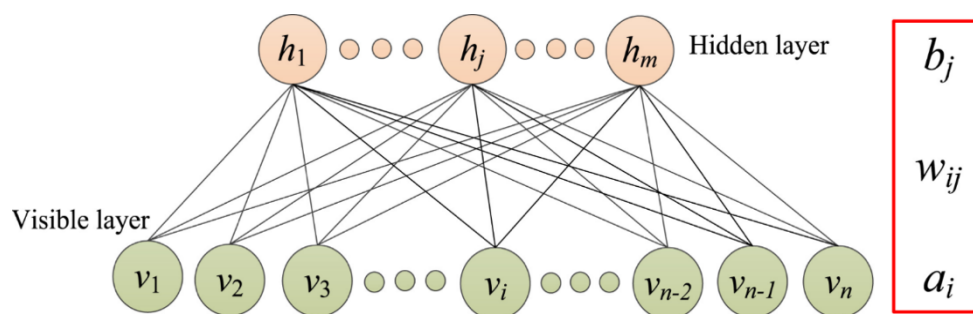 h₁ h_j h_m Hidden layer b_j
w_ij
Visible layer
v₁ v₂ v₃ v_i v_n-2 v_n-1 v_n a_i